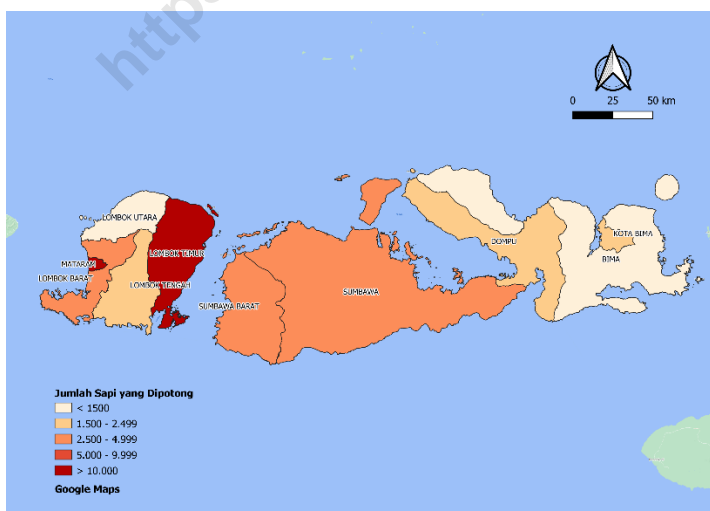 https
0 25 50 km
LOMBOK UTARA
MATARAM
LOMBOK BARAT
LOMBOK TIMUR
LOMBOK TENGAH
SUMBAWA BARAT
SUMBAWA
DOMPU
KOTA BIMA
BIMA
Jumlah Sapi yang Dipotong
< 1500
1.500 - 2.499
2.500 - 4.999
5.000 - 9.999
> 10.000
Google Maps